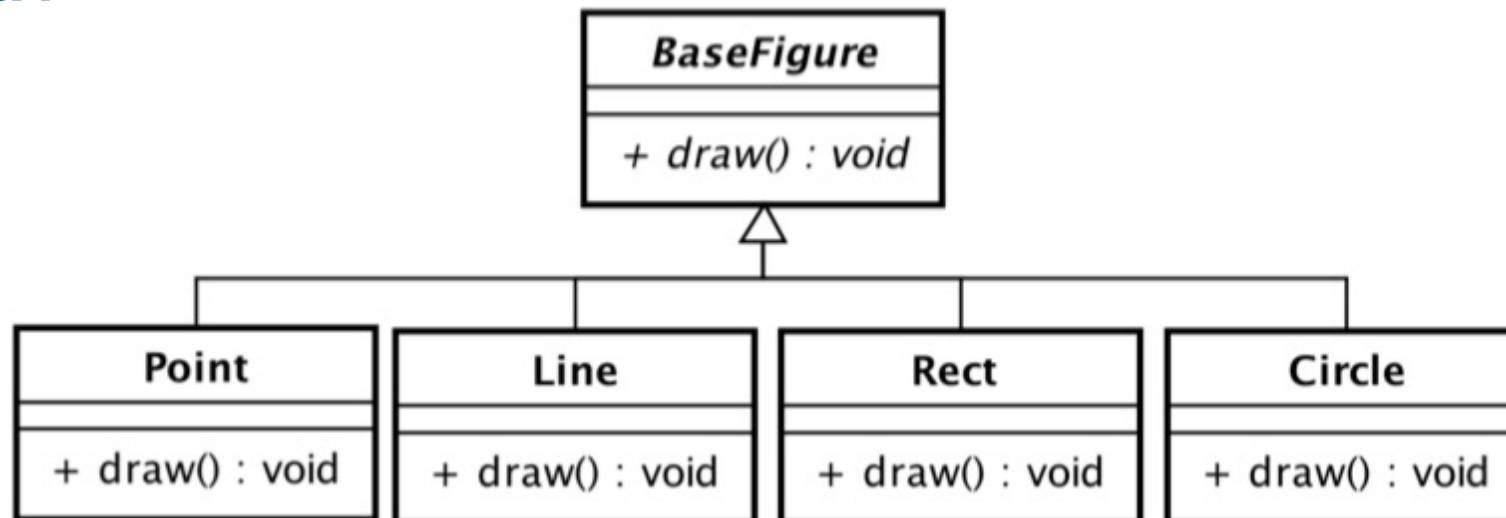 BaseFigure
+ draw() : void
Point
+ draw() : void
Line
+ draw() : void
Rect
+ draw() : void
Circle
+ draw() : void